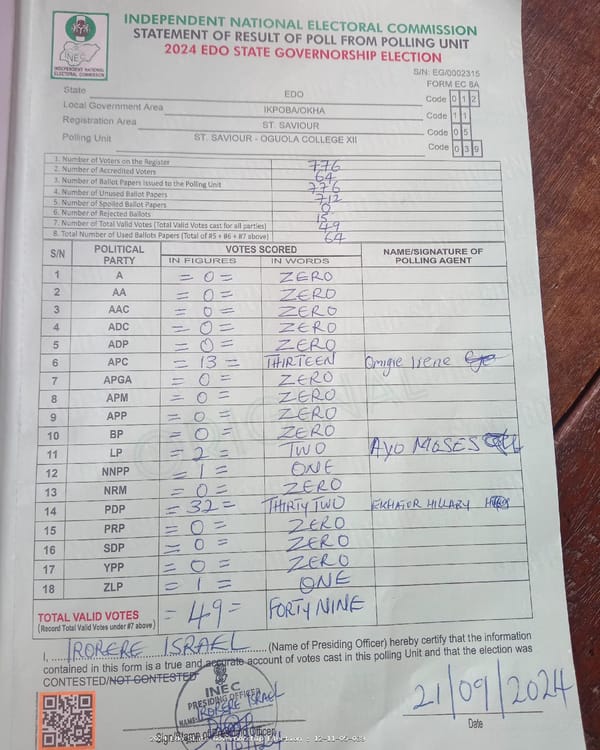 INDEPENDENT NATIONAL ELECTORAL COMMISSION
STATEMENT OF RESULT OF POLL FROM POLLING UNIT
2024 EDO STATE GOVERNORSHIP ELECTION
INEC
INDEPENDENT NATIONAL
ELECTORAL COMMISSION
S/N: EG/0002315
FORM EC 8A
State EDO Code 0 1 2
Local Government Area IKPOBA/OKHA Code 1 1
Registration Area ST. SAVIOUR Code 0 5
Polling Unit ST. SAVIOUR - OGUOLA COLLEGE XII Code 0 3 9
1. Number of Voters on the Register 776
2. Number of Accredited Voters 64
3. Number of Ballot Papers Issued to the Polling Unit 776
4. Number of Unused Ballot Papers 712
5. Number of Spoiled Ballot Papers 0
6. Number of Rejected Ballots 15
7. Number of Total Valid Votes (Total Valid Votes cast for all parties) 49
8. Total Number of Used Ballots Papers (Total of #5 + #6 + #7 above) 64
S/N POLITICAL PARTY VOTES SCORED NAME/SIGNATURE OF POLLING AGENT
IN FIGURES IN WORDS
1 A = 0 = ZERO
2 AA = 0 = ZERO
3 AAC = 0 = ZERO
4 ADC = 0 = ZERO
5 ADP = 0 = ZERO
6 APC = 13 = THIRTEEN Omigie Irene
7 APGA = 0 = ZERO
8 APM = 0 = ZERO
9 APP = 0 = ZERO
10 BP = 0 = ZERO
11 LP = 2 = TWO AYO MOSES
12 NNPP = 1 = ONE
13 NRM = 0 = ZERO
14 PDP = 32 = THIRTY TWO EKHATOR HILLARY
15 PRP = 0 = ZERO
16 SDP = 0 = ZERO
17 YPP = 0 = ZERO
18 ZLP = 1 = ONE
TOTAL VALID VOTES = 49 = FORTY NINE
(Record Total Valid Votes under #7 above)
I, IRORERE ISRAEL (Name of Presiding Officer) hereby certify that the information
contained in this form is a true and accurate account of votes cast in this polling Unit and that the election was
CONTESTED/NOT CONTESTED
INEC
PRESIDING OFFICER
IRORERE ISRAEL
21/09/2024
Date